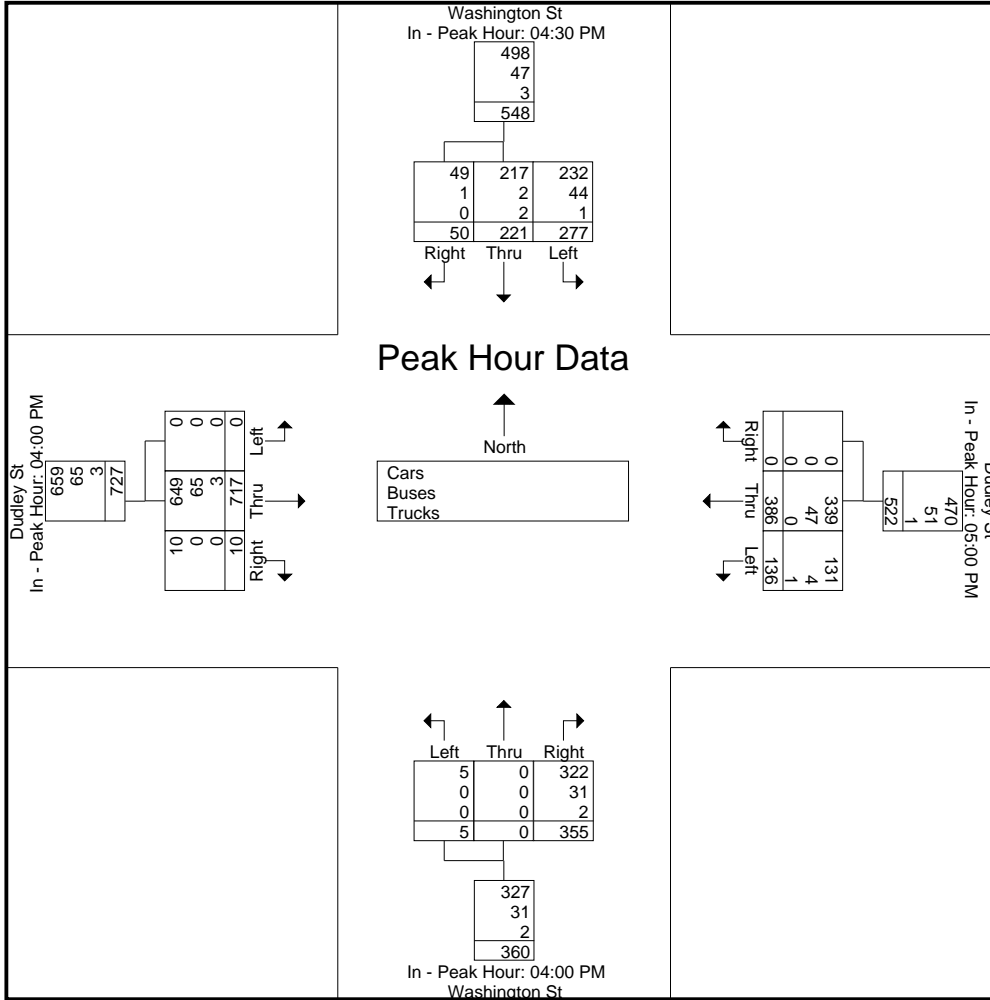 Washington St
In - Peak Hour: 04:30 PM
498
47
3
548
49 217 232
1 2 44
0 2 1
50 221 277
Right Thru Left
Peak Hour Data
North
Cars
Buses
Trucks
Dudley St
In - Peak Hour: 04:00 PM
659
65
3
727
0 0 0 0
649 65 3 717
10 0 0 10
Left
Thru
Right
Right
Thru
Left
0 0 0 0
386 0 47 339
136 1 4 131
470
51
1
522
In - Peak Hour: 05:00 PM
Dudley St
Left Thru Right
5 0 322
0 0 31
0 0 2
5 0 355
327
31
2
360
In - Peak Hour: 04:00 PM
Washington St